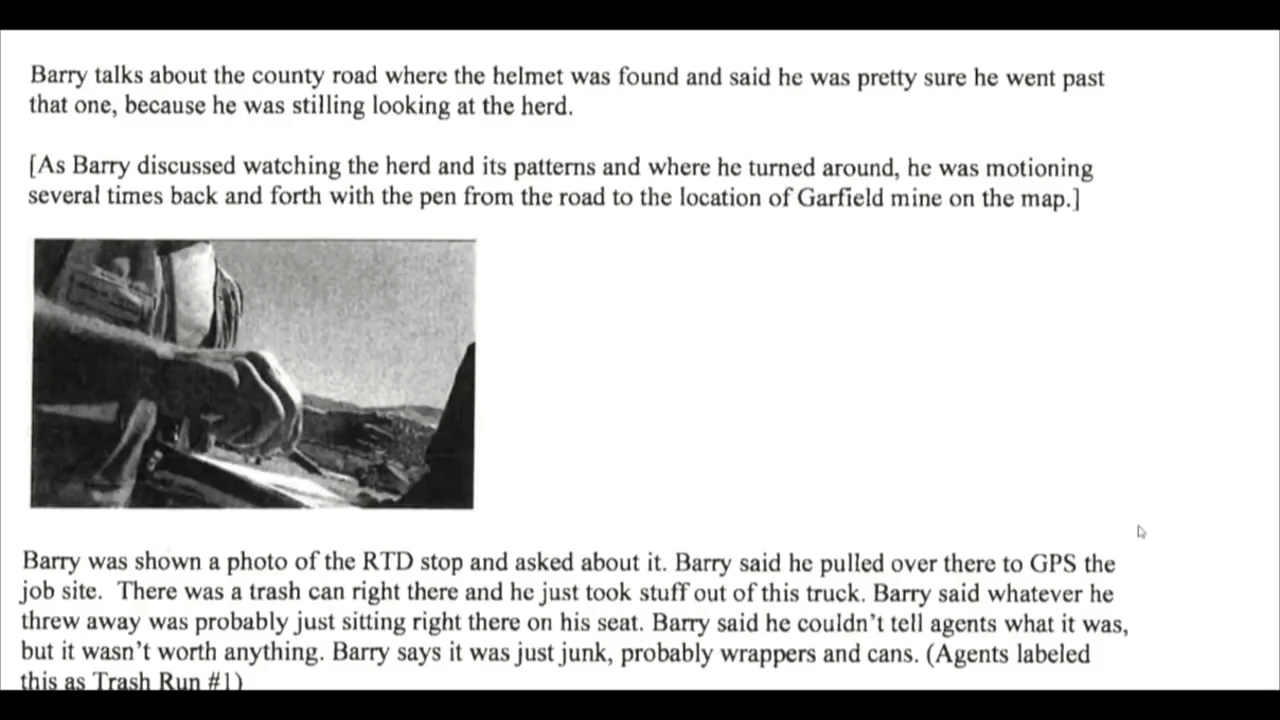 Barry talks about the county road where the helmet was found and said he was pretty sure he went past
that one, because he was stilling looking at the herd.
[As Barry discussed watching the herd and its patterns and where he turned around, he was motioning
several times back and forth with the pen from the road to the location of Garfield mine on the map.]
Barry was shown a photo of the RTD stop and asked about it. Barry said he pulled over there to GPS the
job site. There was a trash can right there and he just took stuff out of this truck. Barry said whatever he
threw away was probably just sitting right there on his seat. Barry said he couldn't tell agents what it was,
but it wasn't worth anything. Barry says it was just junk, probably wrappers and cans. (Agents labeled
this as Trash Run #1)